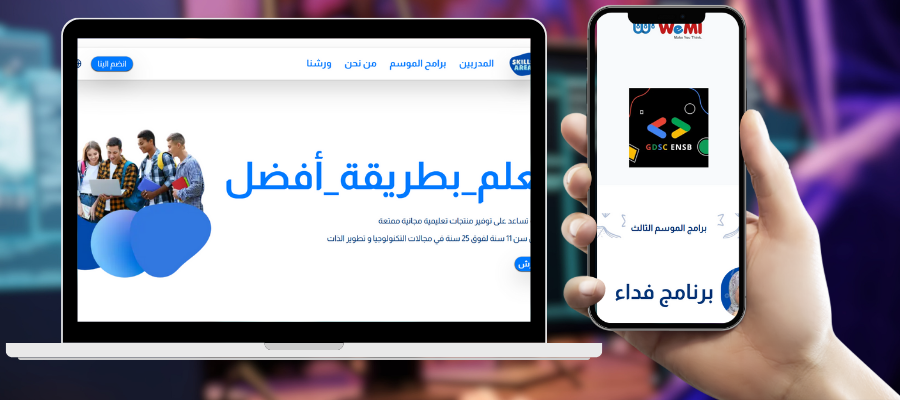 SKILL
AREA
المدربين
برامج الموسم
من نحن
ورشنا
انضم الينا
علم_بطريقة_أفضل
تساعد على توفير منتجات تعليمية مجانية ممتعة
سن 11 سنة لفوق 25 سنة في مجالات التكنولوجيا و تطوير الذات
WeMi
Make You Think.
GDSC ENSB
برامج الموسم الثالث
برنامج فداء